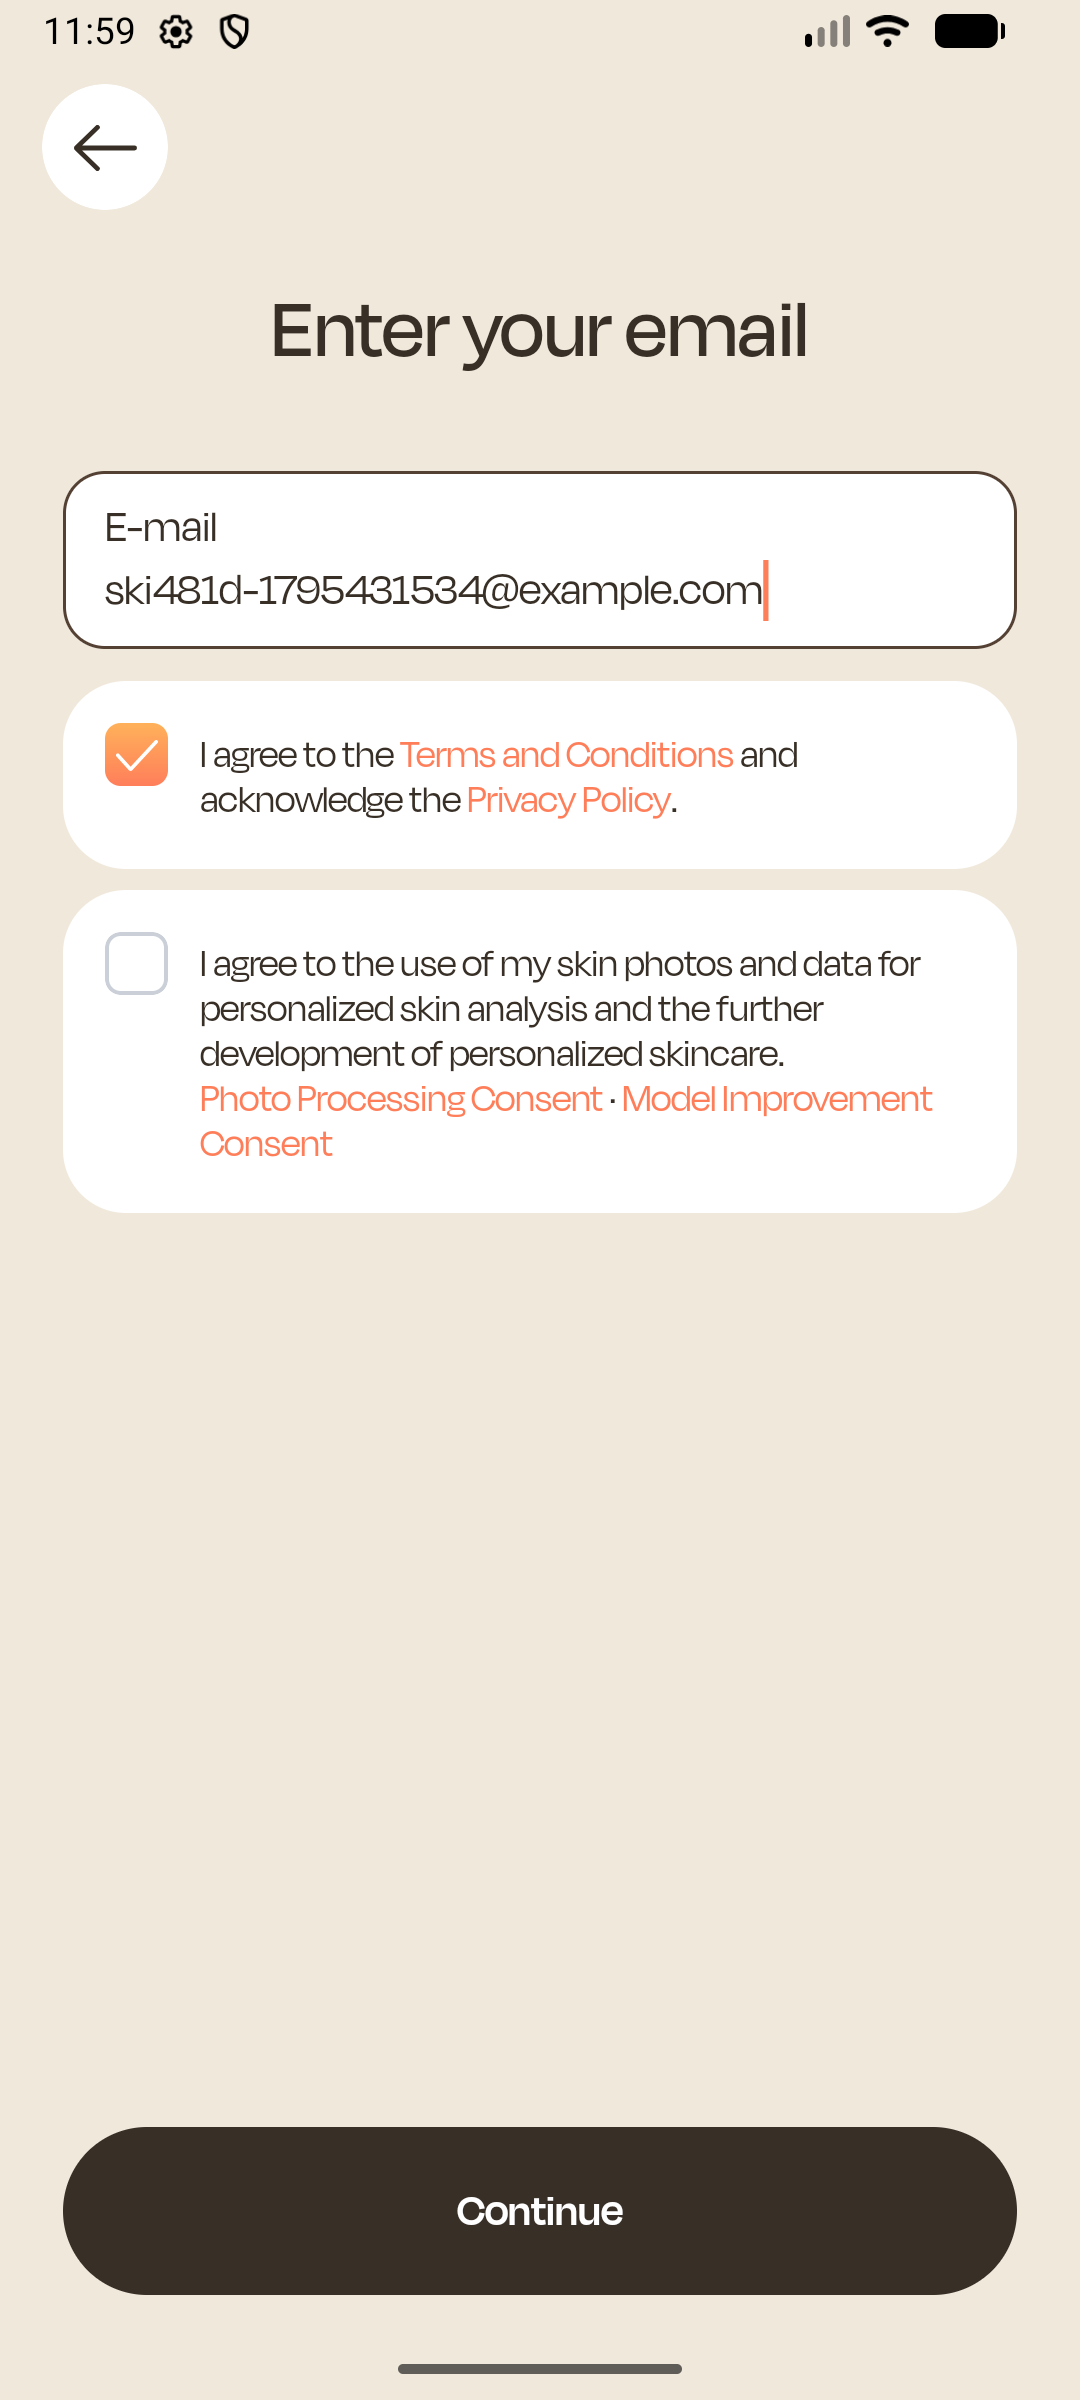 11:59
Enter your email
E-mail
ski481d-1795431534@example.com
I agree to the Terms and Conditions and
acknowledge the Privacy Policy.
I agree to the use of my skin photos and data for
personalized skin analysis and the further
development of personalized skincare.
Photo Processing Consent · Model Improvement
Consent
Continue